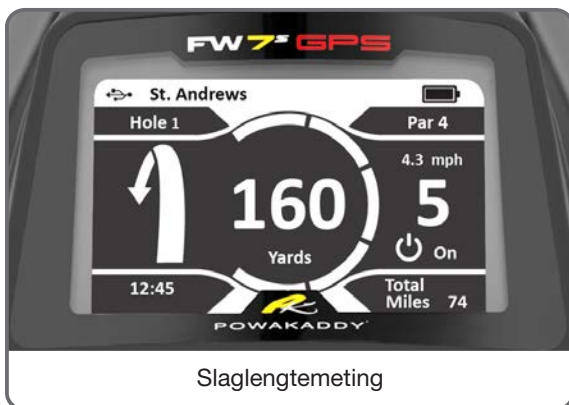 FW7s GPS
St. Andrews
Hole 1
Par 4
4.3 mph
160
5
Yards
On
12:45
Total
Miles 74
POWAKADDY
Slaglengtemeting